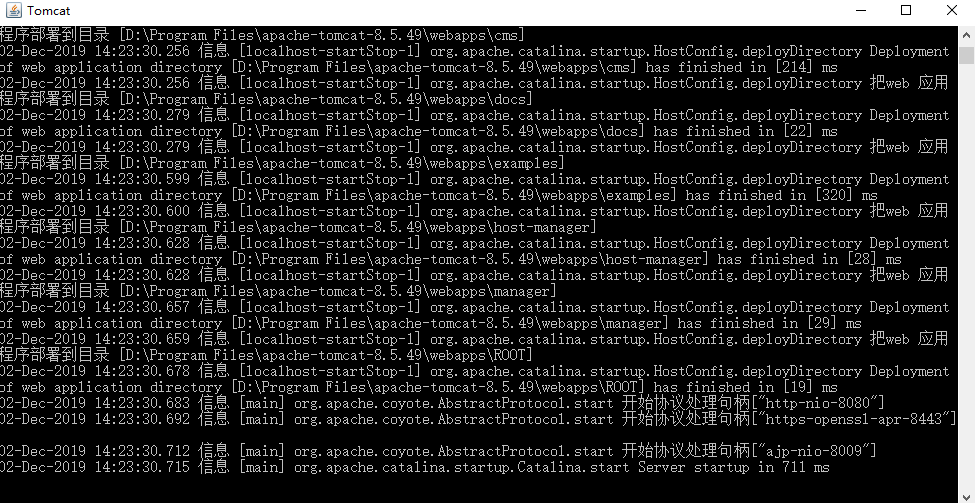 Tomcat
程序部署到目录 [D:\Program Files\apache-tomcat-8.5.49\webapps\cms]
02-Dec-2019 14:23:30.256 信息 [localhost-startStop-1] org.apache.catalina.startup.HostConfig.deployDirectory Deployment
of web application directory [D:\Program Files\apache-tomcat-8.5.49\webapps\cms] has finished in [214] ms
02-Dec-2019 14:23:30.256 信息 [localhost-startStop-1] org.apache.catalina.startup.HostConfig.deployDirectory 把web 应用
程序部署到目录 [D:\Program Files\apache-tomcat-8.5.49\webapps\docs]
02-Dec-2019 14:23:30.279 信息 [localhost-startStop-1] org.apache.catalina.startup.HostConfig.deployDirectory Deployment
of web application directory [D:\Program Files\apache-tomcat-8.5.49\webapps\docs] has finished in [22] ms
02-Dec-2019 14:23:30.279 信息 [localhost-startStop-1] org.apache.catalina.startup.HostConfig.deployDirectory 把web 应用
程序部署到目录 [D:\Program Files\apache-tomcat-8.5.49\webapps\examples]
02-Dec-2019 14:23:30.599 信息 [localhost-startStop-1] org.apache.catalina.startup.HostConfig.deployDirectory Deployment
of web application directory [D:\Program Files\apache-tomcat-8.5.49\webapps\examples] has finished in [320] ms
02-Dec-2019 14:23:30.600 信息 [localhost-startStop-1] org.apache.catalina.startup.HostConfig.deployDirectory 把web 应用
程序部署到目录 [D:\Program Files\apache-tomcat-8.5.49\webapps\host-manager]
02-Dec-2019 14:23:30.628 信息 [localhost-startStop-1] org.apache.catalina.startup.HostConfig.deployDirectory Deployment
of web application directory [D:\Program Files\apache-tomcat-8.5.49\webapps\host-manager] has finished in [28] ms
02-Dec-2019 14:23:30.628 信息 [localhost-startStop-1] org.apache.catalina.startup.HostConfig.deployDirectory 把web 应用
程序部署到目录 [D:\Program Files\apache-tomcat-8.5.49\webapps\manager]
02-Dec-2019 14:23:30.657 信息 [localhost-startStop-1] org.apache.catalina.startup.HostConfig.deployDirectory Deployment
of web application directory [D:\Program Files\apache-tomcat-8.5.49\webapps\manager] has finished in [29] ms
02-Dec-2019 14:23:30.659 信息 [localhost-startStop-1] org.apache.catalina.startup.HostConfig.deployDirectory 把web 应用
程序部署到目录 [D:\Program Files\apache-tomcat-8.5.49\webapps\ROOT]
02-Dec-2019 14:23:30.678 信息 [localhost-startStop-1] org.apache.catalina.startup.HostConfig.deployDirectory Deployment
of web application directory [D:\Program Files\apache-tomcat-8.5.49\webapps\ROOT] has finished in [19] ms
02-Dec-2019 14:23:30.683 信息 [main] org.apache.coyote.AbstractProtocol.start 开始协议处理句柄["http-nio-8080"]
02-Dec-2019 14:23:30.692 信息 [main] org.apache.coyote.AbstractProtocol.start 开始协议处理句柄["https-openssl-apr-8443"]
02-Dec-2019 14:23:30.712 信息 [main] org.apache.coyote.AbstractProtocol.start 开始协议处理句柄["ajp-nio-8009"]
02-Dec-2019 14:23:30.715 信息 [main] org.apache.catalina.startup.Catalina.start Server startup in 711 ms